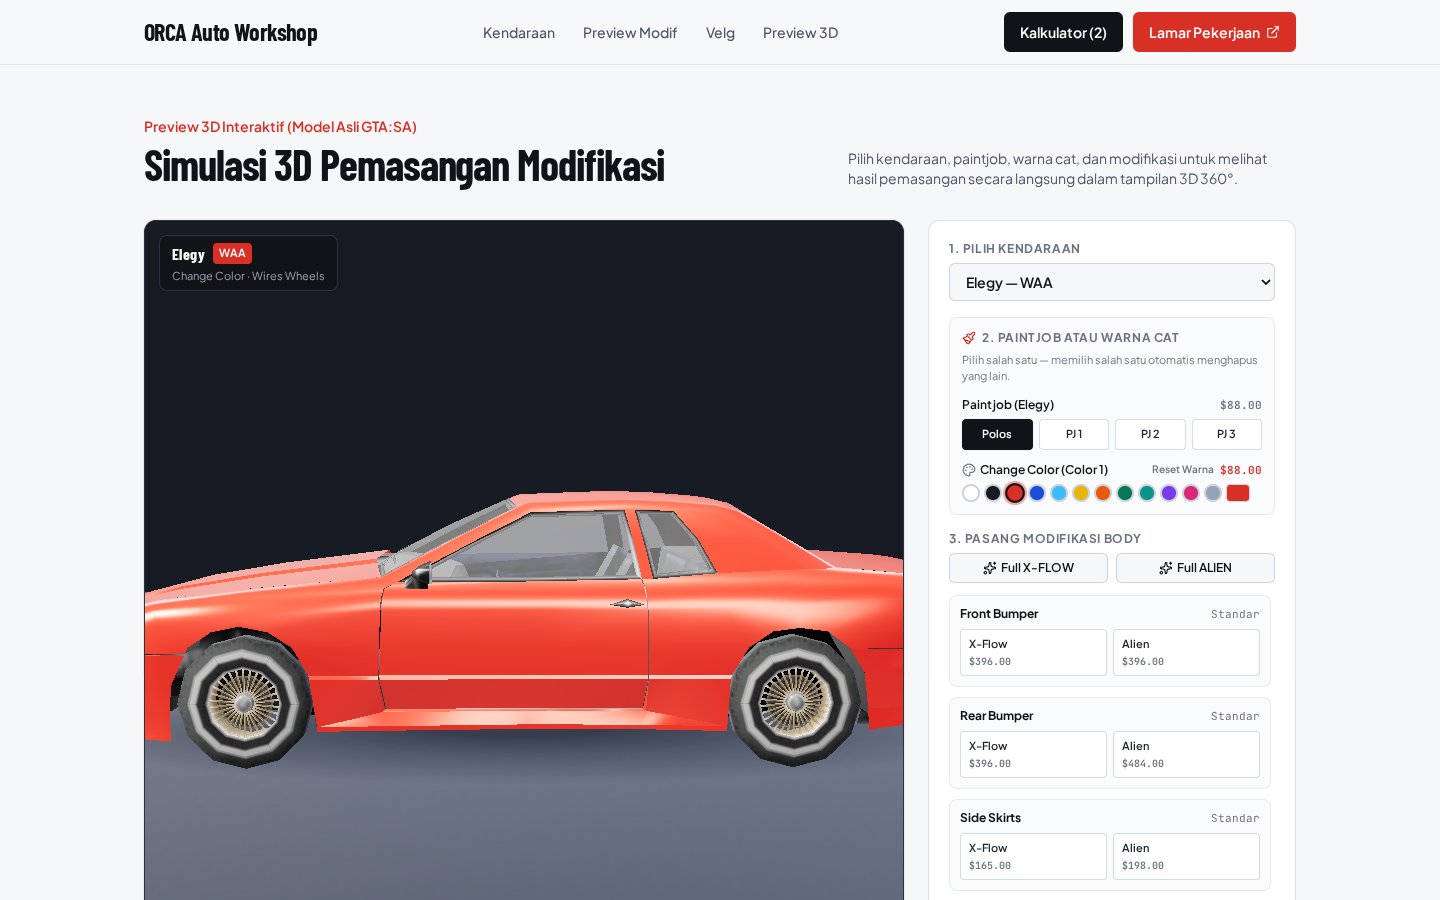 ORCA Auto Workshop
Kendaraan
Preview Modif
Velg
Preview 3D
Kalkulator (2)
Lamar Pekerjaan
Preview 3D Interaktif (Model Asli GTA:SA)
Simulasi 3D Pemasangan Modifikasi
Pilih kendaraan, paintjob, warna cat, dan modifikasi untuk melihat
hasil pemasangan secara langsung dalam tampilan 3D 360°.
Elegy WAA
Change Color · Wires Wheels
1. PILIH KENDARAAN
Elegy — WAA
2. PAINTJOB ATAU WARNA CAT
Pilih salah satu — memilih salah satu otomatis menghapus
yang lain.
Paintjob (Elegy) $88.00
Polos PJ 1 PJ 2 PJ 3
Change Color (Color 1) Reset Warna $88.00
3. PASANG MODIFIKASI BODY
Full X-FLOW Full ALIEN
Front Bumper Standar
X-Flow Alien
$396.00 $396.00
Rear Bumper Standar
X-Flow Alien
$396.00 $484.00
Side Skirts Standar
X-Flow Alien
$165.00 $198.00